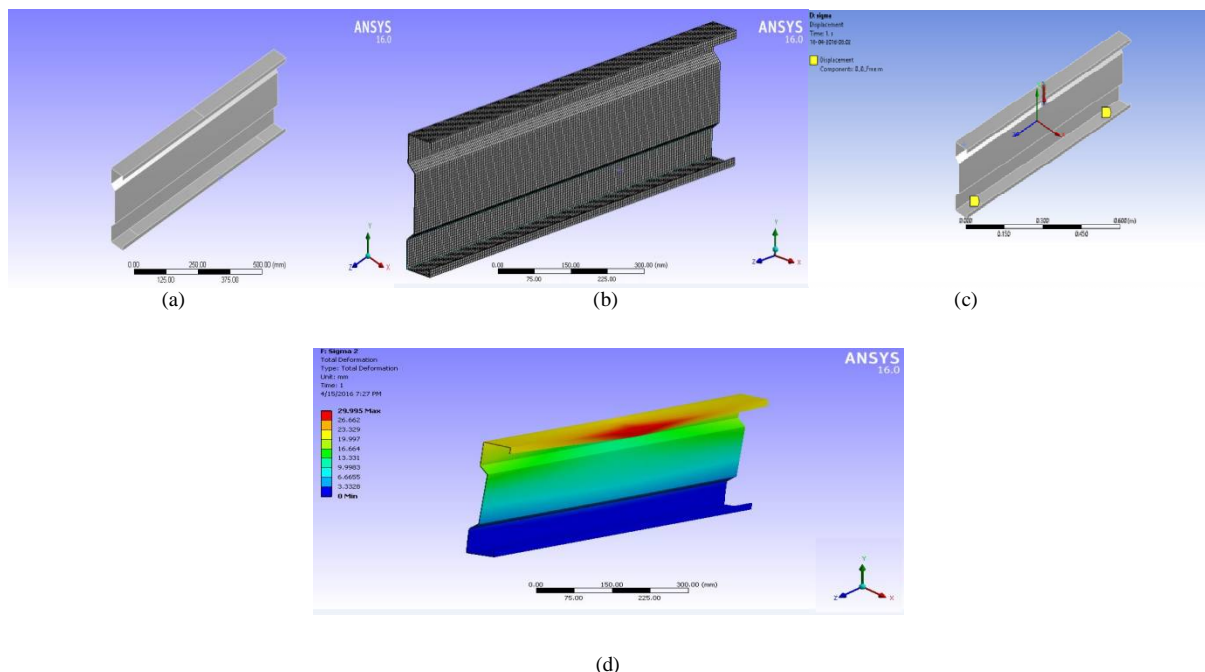 ANSYS
16.0
0.00
250.00
500.00 (mm)
125.00
375.00
Y
Z
X
(a)
ANSYS
16.0
0.00
150.00
300.00 (mm)
75.00
225.00
Y
Z
X
(b)
D: sigma
Displacement
Time: 1. s
Displacement
0.000
0.300
0.600 (m)
0.150
0.450
(c)
F: Sigma 2
Total Deformation
Type: Total Deformation
Unit: mm
Time: 1
4/15/2016 7:27 PM
29.995 Max
26.662
23.329
19.997
16.664
13.331
9.9983
6.6655
3.3328
0 Min
ANSYS
16.0
0.00
150.00
300.00 (mm)
75.00
225.00
Y
Z
X
(d)